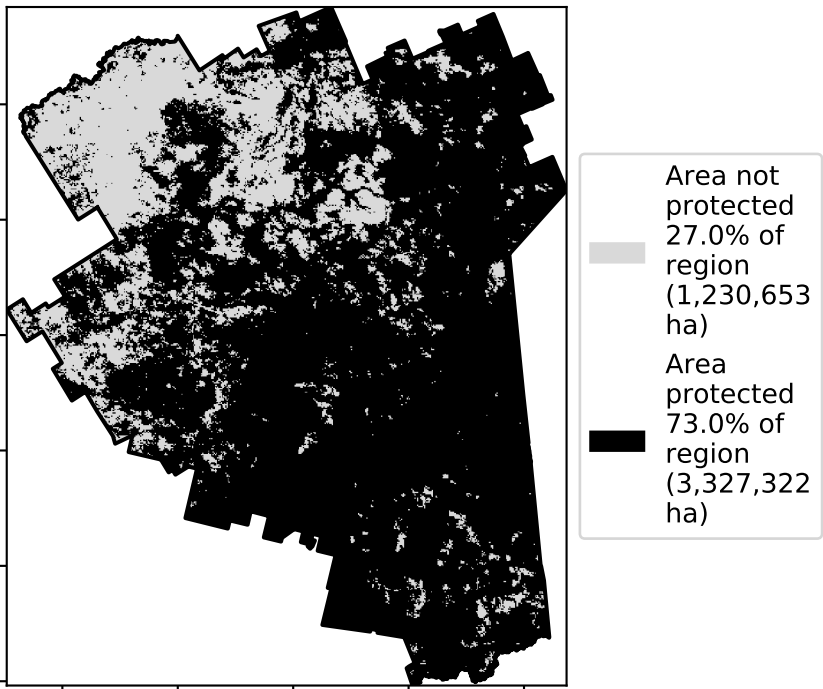 Area not
protected
27.0% of
region
(1,230,653
ha)
Area
protected
73.0% of
region
(3,327,322
ha)